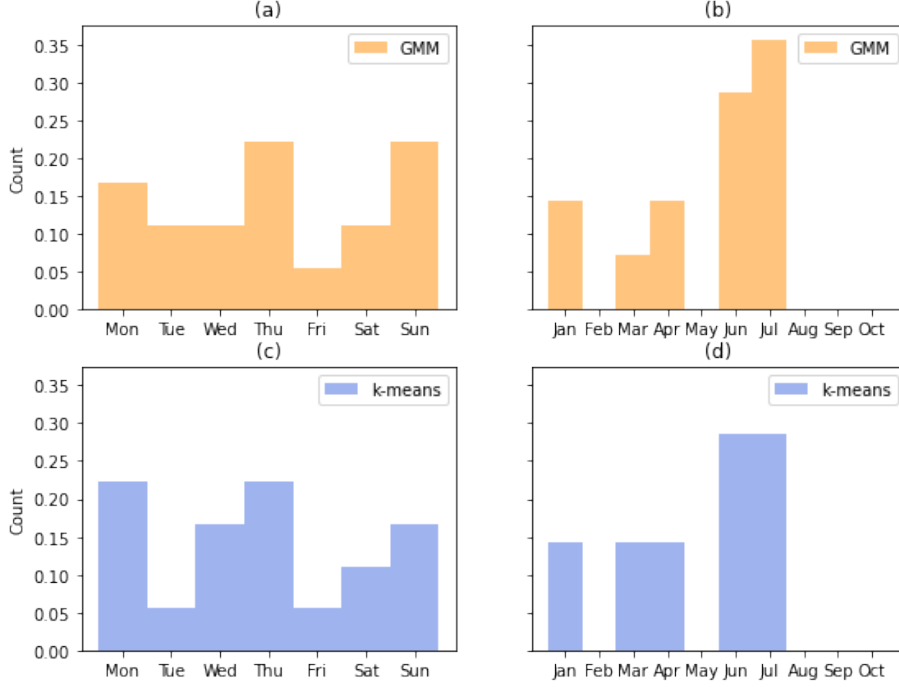 (a)
GMM
Count
0.35
0.30
0.25
0.20
0.15
0.10
0.05
0.00
Mon Tue Wed Thu Fri Sat Sun
(b)
GMM
Jan Feb Mar Apr May Jun Jul Aug Sep Oct
(c)
k-means
Count
0.35
0.30
0.25
0.20
0.15
0.10
0.05
0.00
Mon Tue Wed Thu Fri Sat Sun
(d)
k-means
Jan Feb Mar Apr May Jun Jul Aug Sep Oct